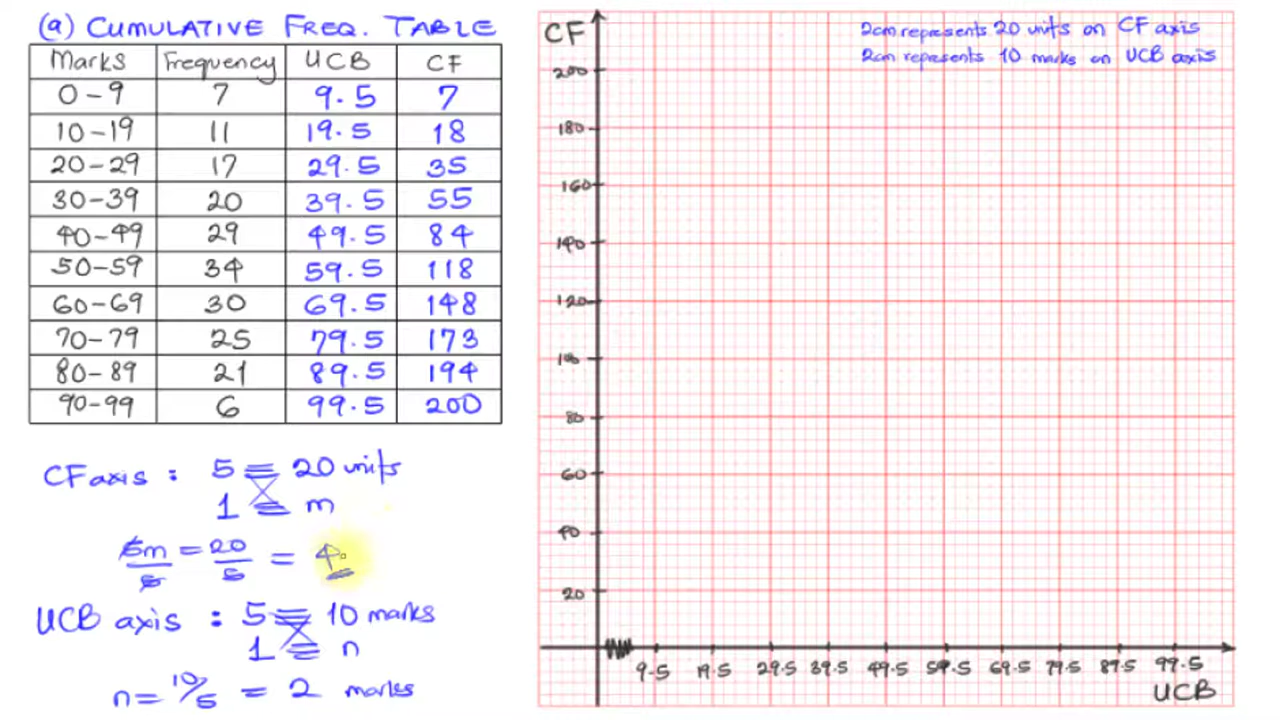 (a) CUMULATIVE FREQ. TABLE
Marks Frequency UCB CF
0-9 7 9.5 7
10-19 11 19.5 18
20-29 17 29.5 35
30-39 20 39.5 55
40-49 29 49.5 84
50-59 34 59.5 118
60-69 30 69.5 148
70-79 25 79.5 173
80-89 21 89.5 194
90-99 6 99.5 200
CF axis : 5 = 20 units
1 = m
5m/5 = 20/5 = 4
UCB axis : 5 = 10 marks
1 = n
n = 10/5 = 2 marks
2cm represents 20 units on CF axis
2cm represents 10 marks on UCB axis
CF
200
180
160
140
120
100
80
60
40
20
9.5 19.5 29.5 39.5 49.5 59.5 69.5 79.5 89.5 99.5
UCB